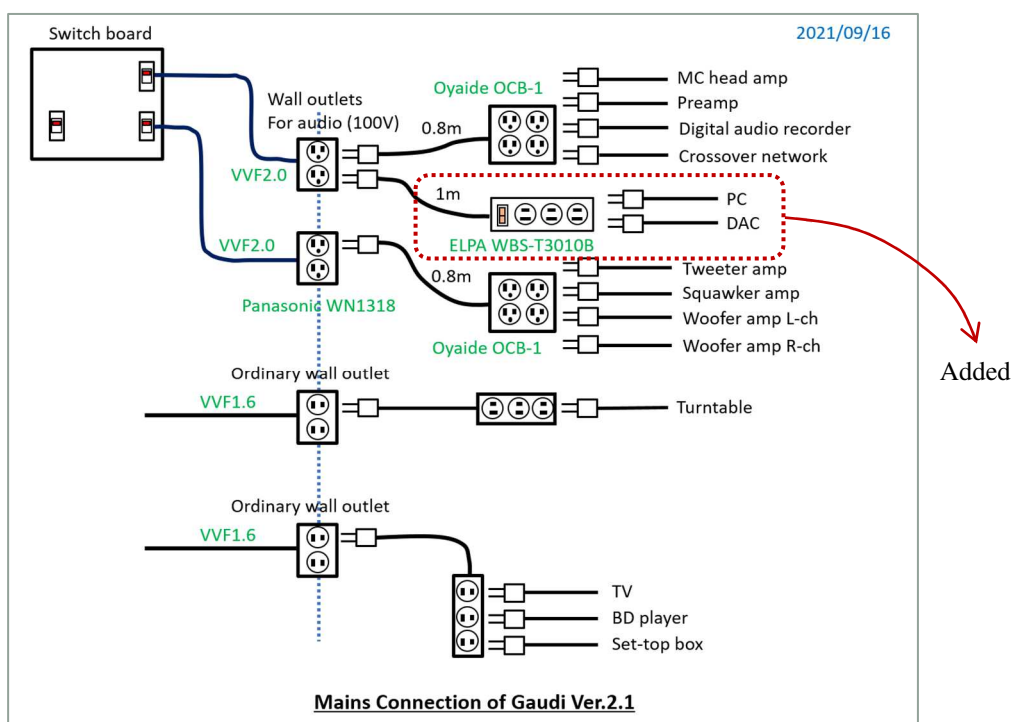 Switch board
2021/09/16
Wall outlets
For audio (100V)
Oyaide OCB-1
0.8m
MC head amp
Preamp
Digital audio recorder
Crossover network
VVF2.0
1m
PC
DAC
ELPA WBS-T3010B
VVF2.0
0.8m
Tweeter amp
Squawker amp
Woofer amp L-ch
Woofer amp R-ch
Panasonic WN1318
Oyaide OCB-1
Added
Ordinary wall outlet
VVF1.6
Turntable
Ordinary wall outlet
VVF1.6
TV
BD player
Set-top box
Mains Connection of Gaudi Ver.2.1